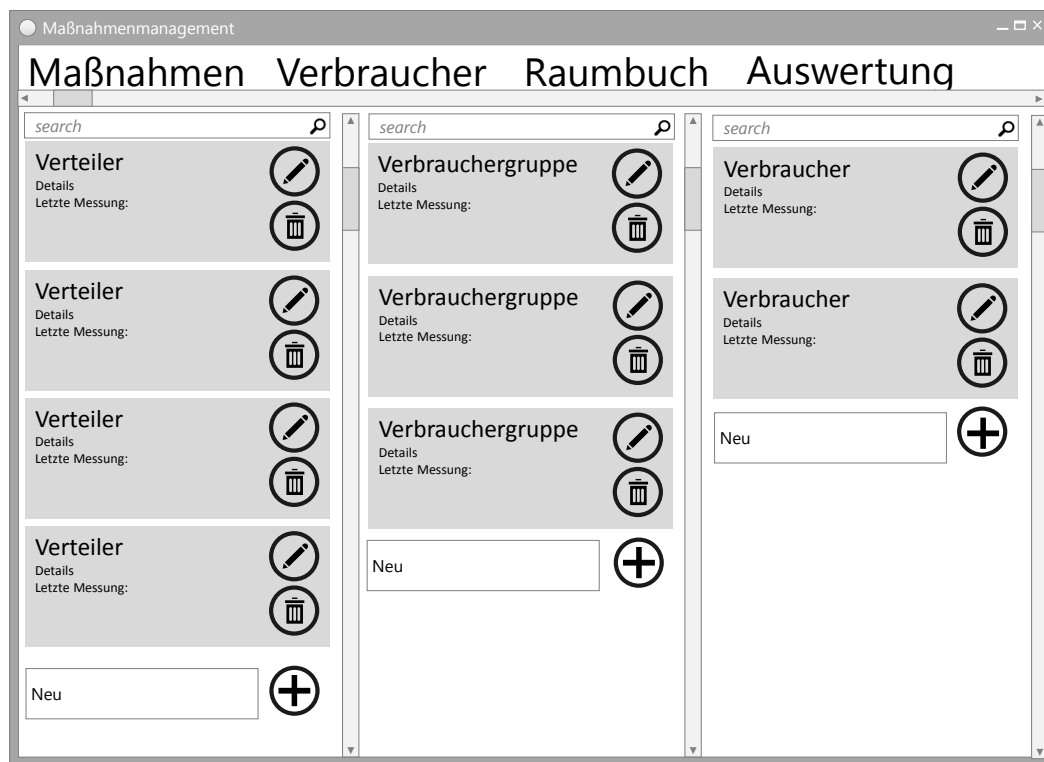 Maßnahmenmanagement
Maßnahmen Verbraucher Raumbuch Auswertung
search
Verteiler
Details
Letzte Messung:
Verteiler
Details
Letzte Messung:
Verteiler
Details
Letzte Messung:
Verteiler
Details
Letzte Messung:
Neu
search
Verbrauchergruppe
Details
Letzte Messung:
Verbrauchergruppe
Details
Letzte Messung:
Verbrauchergruppe
Details
Letzte Messung:
Neu
search
Verbraucher
Details
Letzte Messung:
Verbraucher
Details
Letzte Messung:
Neu